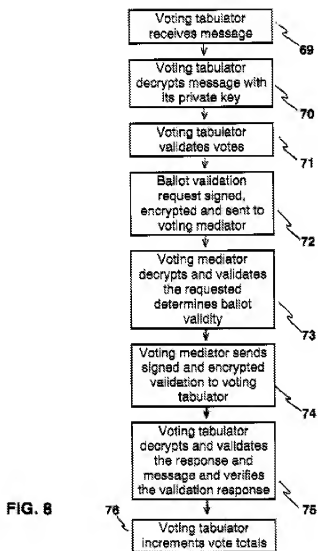 Voting tabulator
receives message
69
Voting tabulator
decrypts message with
its private key
70
Voting tabulator
validates votes
71
Ballot validation
request signed,
encrypted and sent to
voting mediator
72
Voting mediator
decrypts and validates
the requested
determines ballot
validity
73
Voting mediator sends
signed and encrypted
validation to voting
tabulator
74
Voting tabulator
decrypts and validates
the response and
message and verifies
the validation response
75
FIG. 8
76
Voting tabulator
increments vote totals